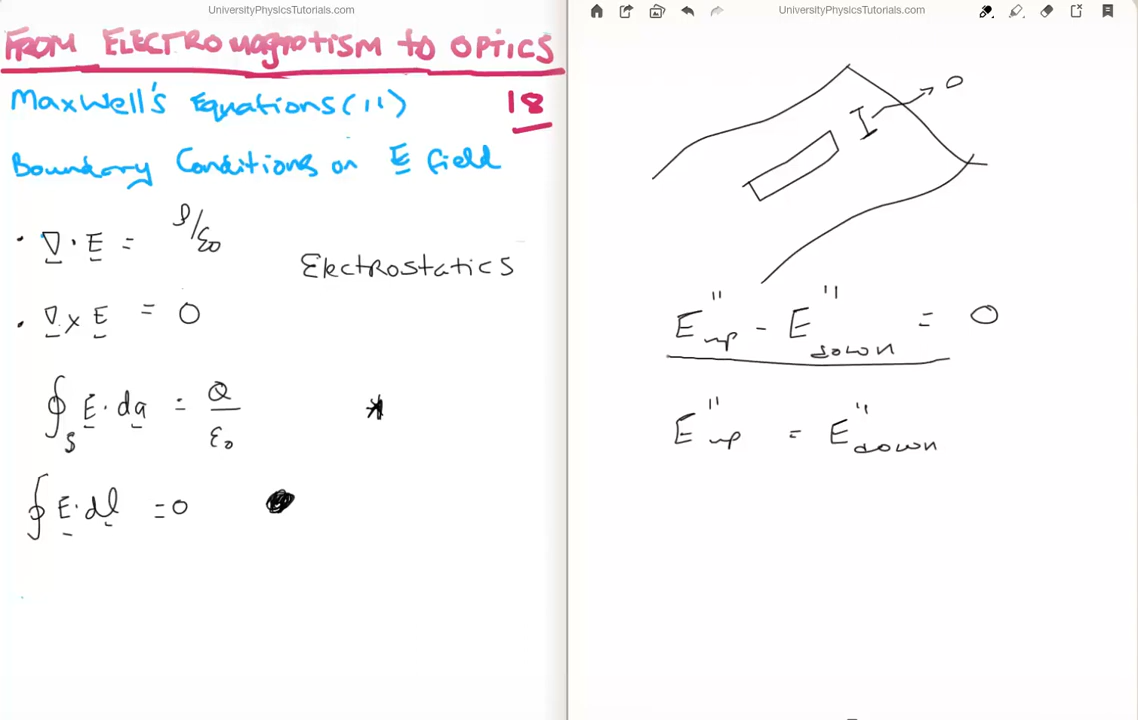 UniversityPhysicsTutorials.com
FROM ELECTROmagnetism to OPTICS
Maxwell's Equations (11) 18
Boundary Conditions on E field
• ∇ · E = ρ/ε0
Electrostatics
• ∇ × E = 0
∮S E · da = Q/ε0 *
∮ E · dl = 0
UniversityPhysicsTutorials.com
0
E"up - E"down = 0
E"up = E"down